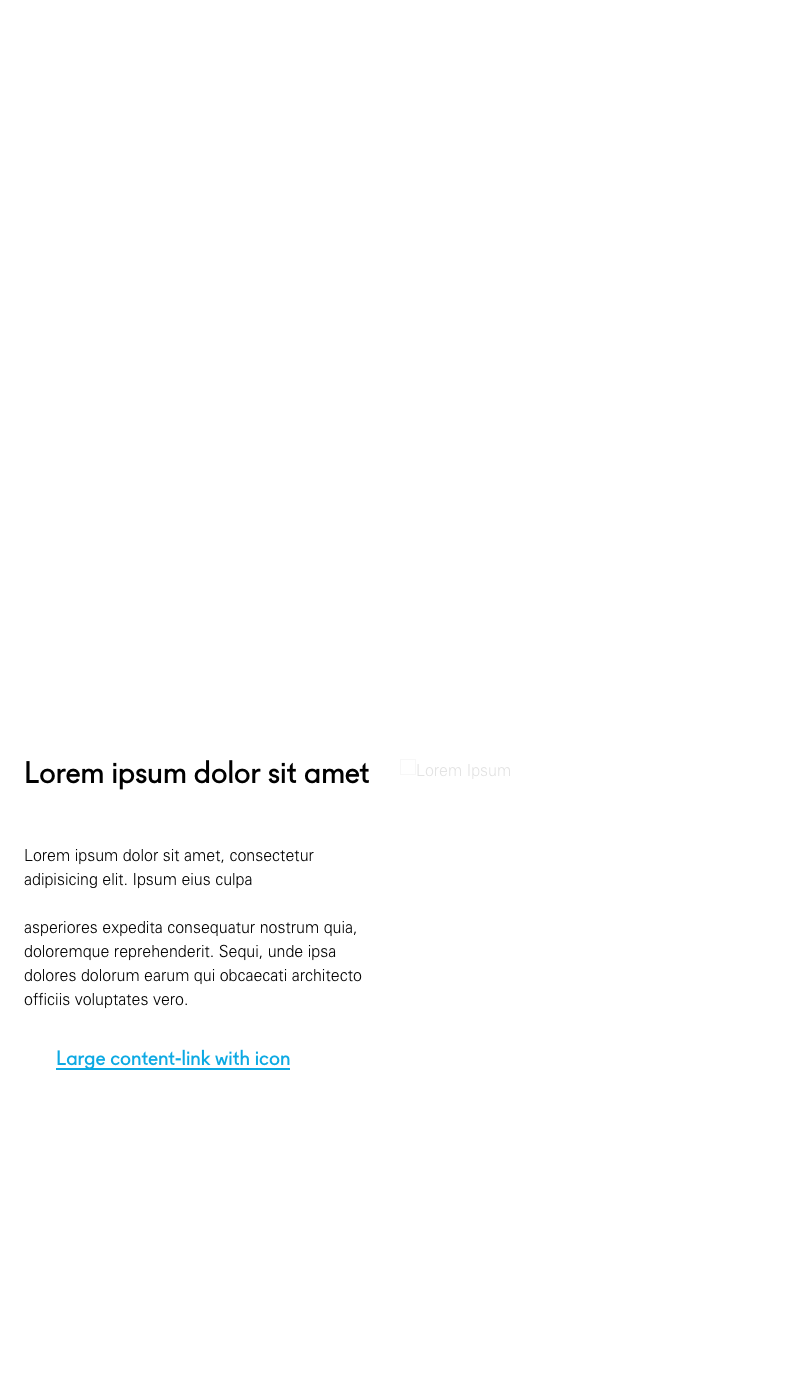 Lorem ipsum dolor sit amet
Lorem Ipsum
Lorem ipsum dolor sit amet, consectetur
adipisicing elit. Ipsum eius culpa
asperiores expedita consequatur nostrum quia,
doloremque reprehenderit. Sequi, unde ipsa
dolores dolorum earum qui obcaecati architecto
officiis voluptates vero.
Large content-link with icon